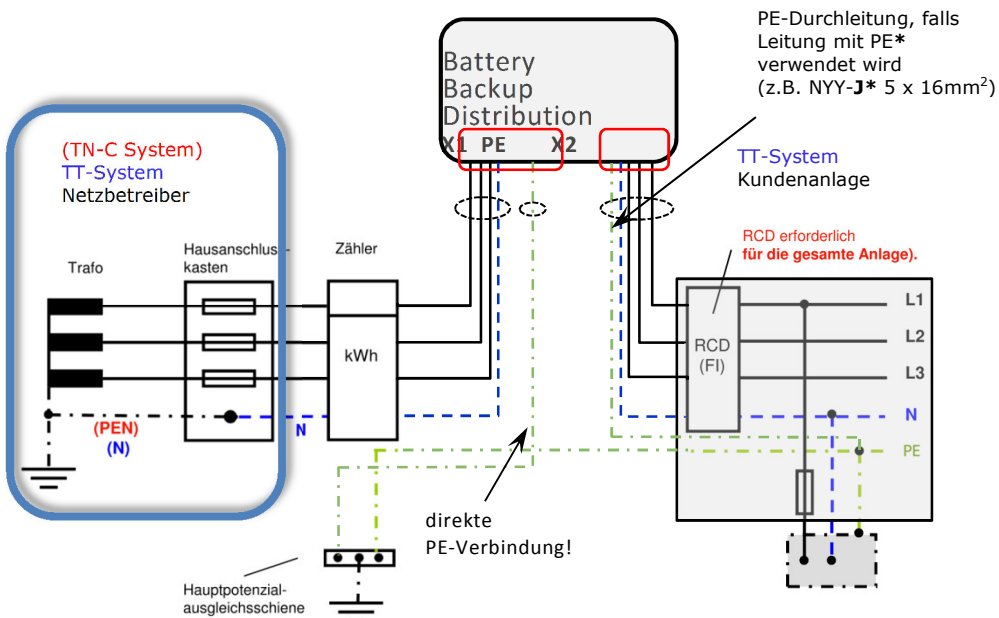 PE-Durchleitung, falls
Leitung mit PE*
verwendet wird
(z.B. NYY-J* 5 x 16mm²)
Battery
Backup
Distribution
X1 PE X2
(TN-C System)
TT-System
Netzbetreiber
TT-System
Kundenanlage
RCD erforderlich
für die gesamte Anlage).
Trafo
Hausanschluss-
kasten
Zähler
kWh
RCD
(FI)
L1
L2
L3
N
PE
(PEN)
(N)
N
direkte
PE-Verbindung!
Hauptpotenzial-
ausgleichsschiene